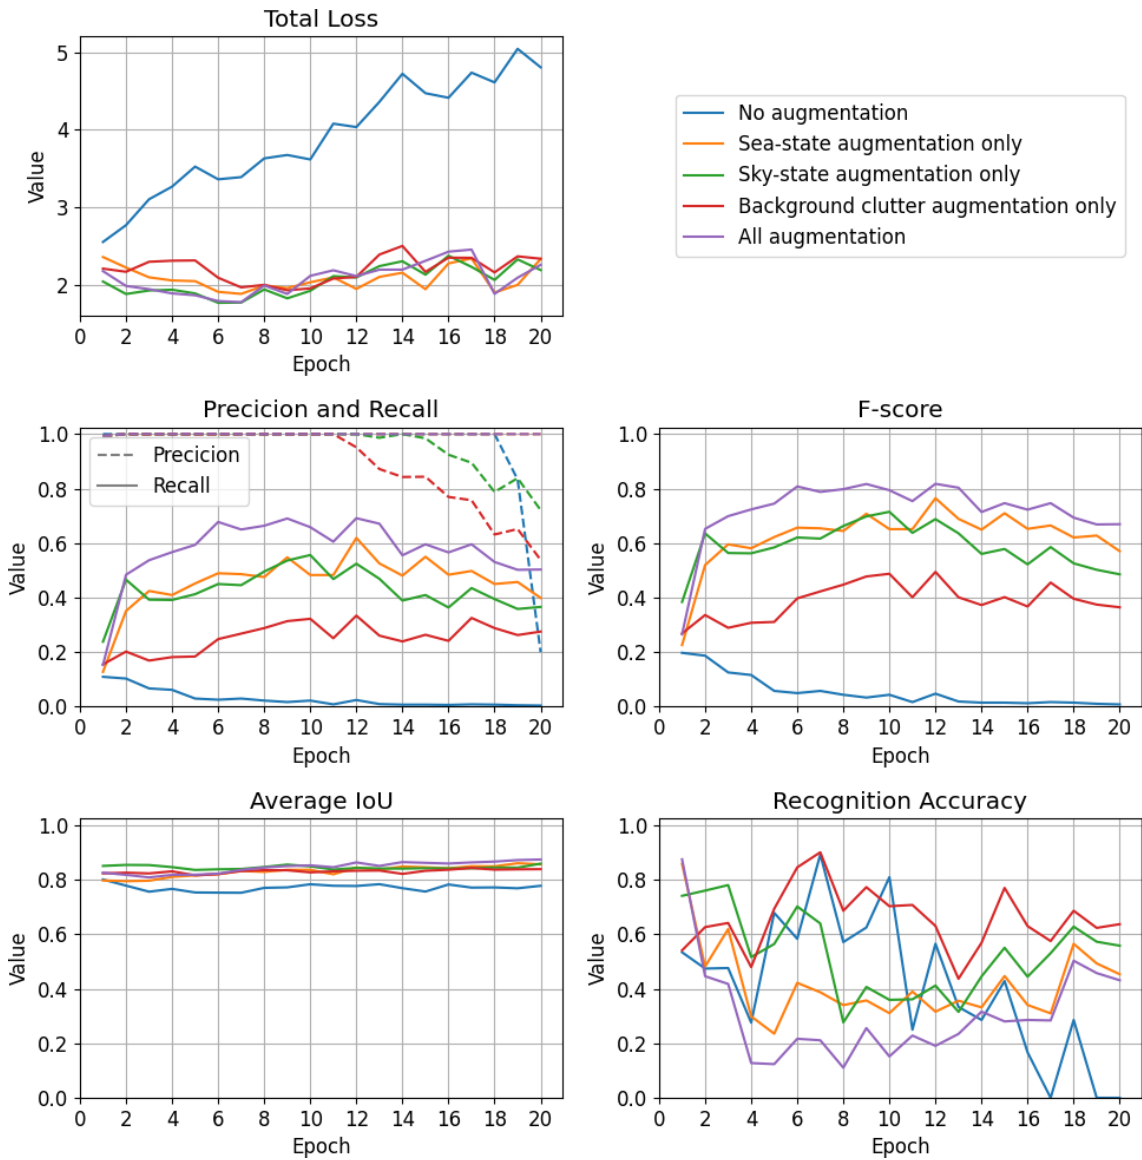 Total Loss
5
4
3
2
Value
0 2 4 6 8 10 12 14 16 18 20
Epoch
No augmentation
Sea-state augmentation only
Sky-state augmentation only
Background clutter augmentation only
All augmentation
Precicion and Recall
1.0
0.8
0.6
0.4
0.2
0.0
Value
Precicion
Recall
0 2 4 6 8 10 12 14 16 18 20
Epoch
F-score
1.0
0.8
0.6
0.4
0.2
0.0
Value
0 2 4 6 8 10 12 14 16 18 20
Epoch
Average IoU
1.0
0.8
0.6
0.4
0.2
0.0
Value
0 2 4 6 8 10 12 14 16 18 20
Epoch
Recognition Accuracy
1.0
0.8
0.6
0.4
0.2
0.0
Value
0 2 4 6 8 10 12 14 16 18 20
Epoch